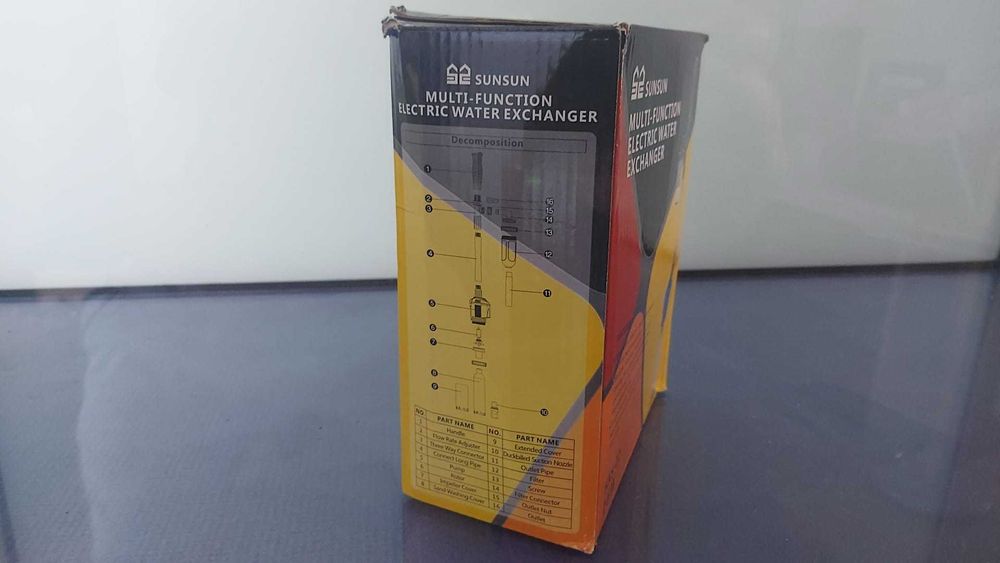 SUNSUN
MULTI-FUNCTION
ELECTRIC WATER EXCHANGER
Decomposition
1
2
3
4
5
6
7
8
9
16
15
14
13
12
11
10
NO. PART NAME NO. PART NAME
1 Handle 9 Extended Cover
2 Flow Rate Adjuster 10 Duckbilled Suction Nozzle
3 Three Way Connector 11 Outlet Pipe
4 Connect Long Pipe 12 Filter
5 Pump 13 Screw
6 Rotor 14 Filter Connector
7 Impeller Cover 15 Outlet Nut
8 Sand Washing Cover 16 Outlet
SUNSUN
MULTI-FUNCTION
ELECTRIC WATER
EXCHANGER